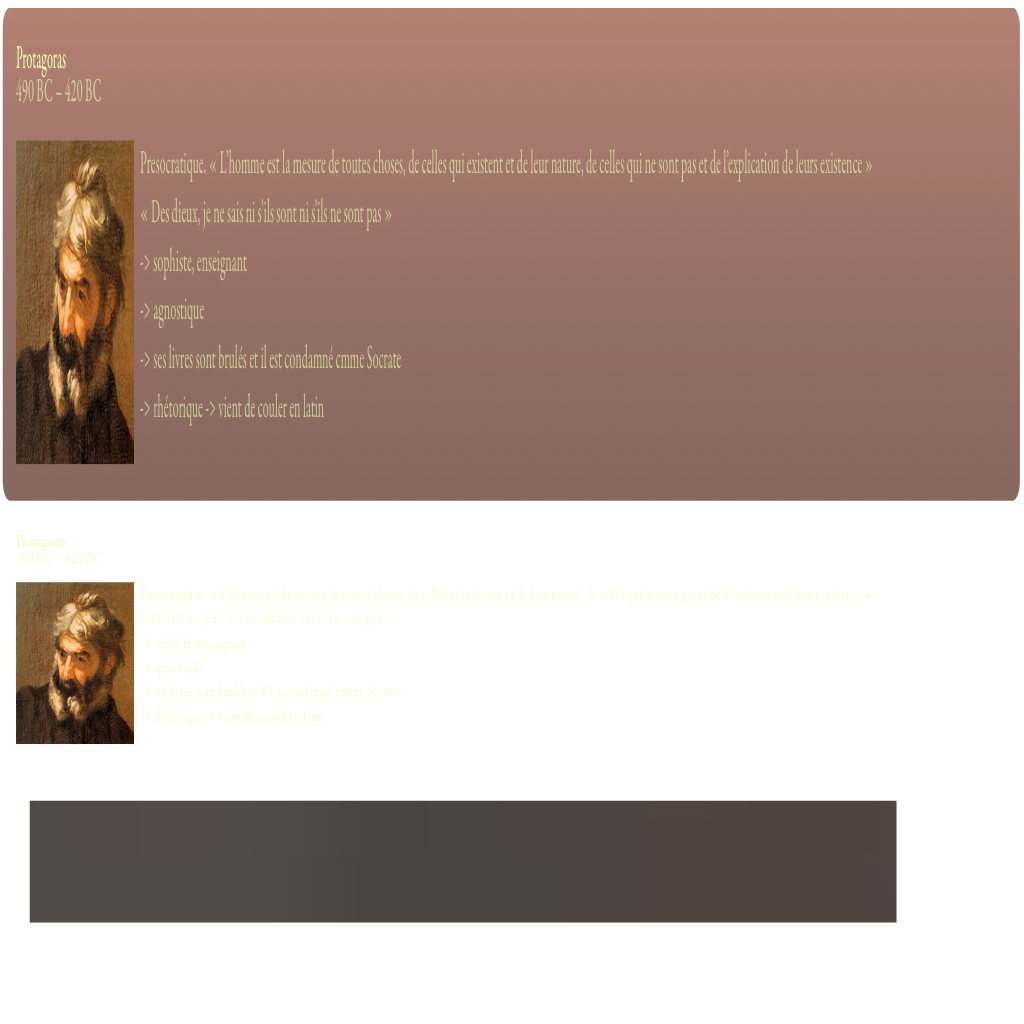 Protagoras
490 BC – 420 BC
Presocratique. « L'homme est la mesure de toutes choses, de celles qui existent et de leur nature, de celles qui ne sont pas et de l'explication de leurs existence »
« Des dieux, je ne sais ni s'ils sont ni s'ils ne sont pas »
-> sophiste, enseignant
-> agnostique
-> ses livres sont brulés et il est condamné cmme Socrate
-> rhétorique -> vient de couler en latin
Protagoras
490 BC – 420 BC
Presocratique. « L'homme est la mesure de toutes choses, de celles qui existent et de leur nature, de celles qui ne sont pas et de l'explication de leurs existence »
« Des dieux, je ne sais ni s'ils sont ni s'ils ne sont pas »
-> sophiste, enseignant
-> agnostique
-> ses livres sont brulés et il est condamné cmme Socrate
-> rhétorique -> vient de couler en latin